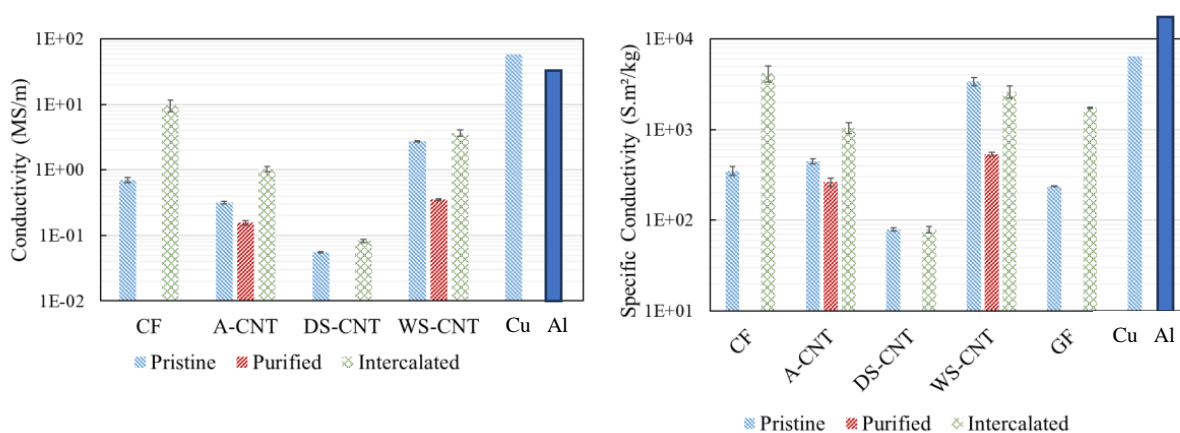 Conductivity (MS/m)
1E+02
1E+01
1E+00
1E-01
1E-02
CF A-CNT DS-CNT WS-CNT Cu Al
Pristine Purified Intercalated
Specific Conductivity (S.m²/kg)
1E+04
1E+03
1E+02
1E+01
CF A-CNT DS-CNT WS-CNT GF Cu Al
Pristine Purified Intercalated